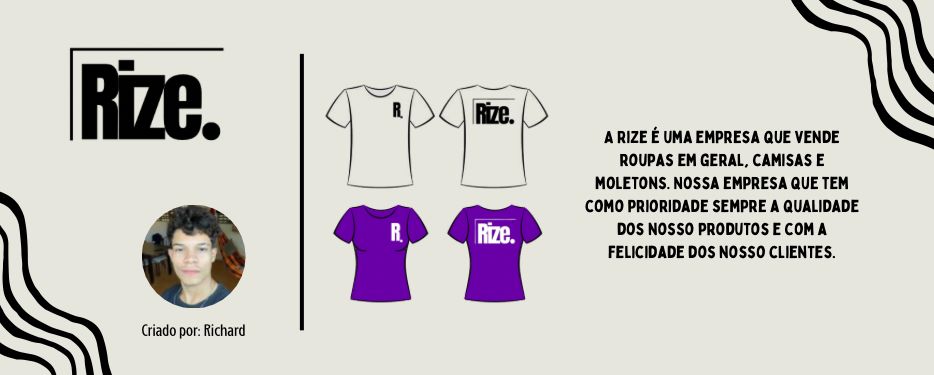 Rize.
Criado por: Richard
R.
Rize.
R.
Rize.
A RIZE É UMA EMPRESA QUE VENDE
ROUPAS EM GERAL, CAMISAS E
MOLETONS. NOSSA EMPRESA QUE TEM
COMO PRIORIDADE SEMPRE A QUALIDADE
DOS NOSSO PRODUTOS E COM A
FELICIDADE DOS NOSSO CLIENTES.